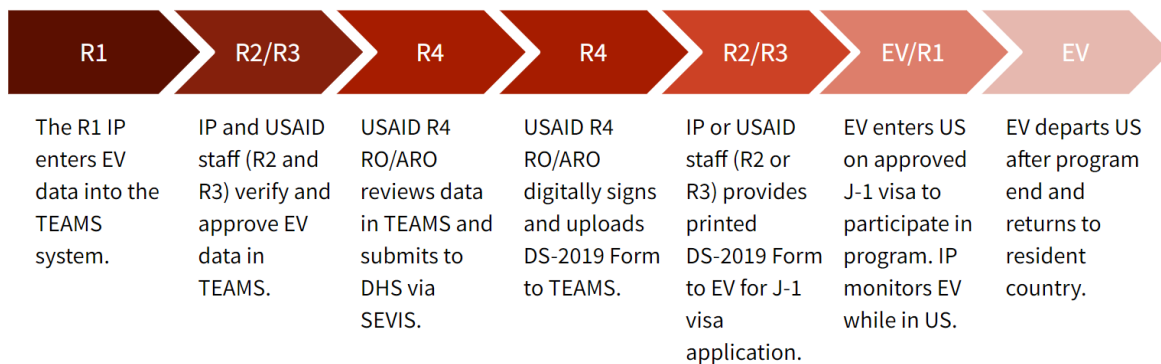 R1
R2/R3
R4
R4
R2/R3
EV/R1
EV
The R1 IP
enters EV
data into the
TEAMS
system.
IP and USAID
staff (R2 and
R3) verify and
approve EV
data in
TEAMS.
USAID R4
RO/ARO
reviews data
in TEAMS and
submits to
DHS via
SEVIS.
USAID R4
RO/ARO
digitally signs
and uploads
DS-2019 Form
to TEAMS.
IP or USAID
staff (R2 or
R3) provides
printed
DS-2019 Form
to EV for J-1
visa
application.
EV enters US
on approved
J-1 visa to
participate in
program. IP
monitors EV
while in US.
EV departs US
after program
end and
returns to
resident
country.